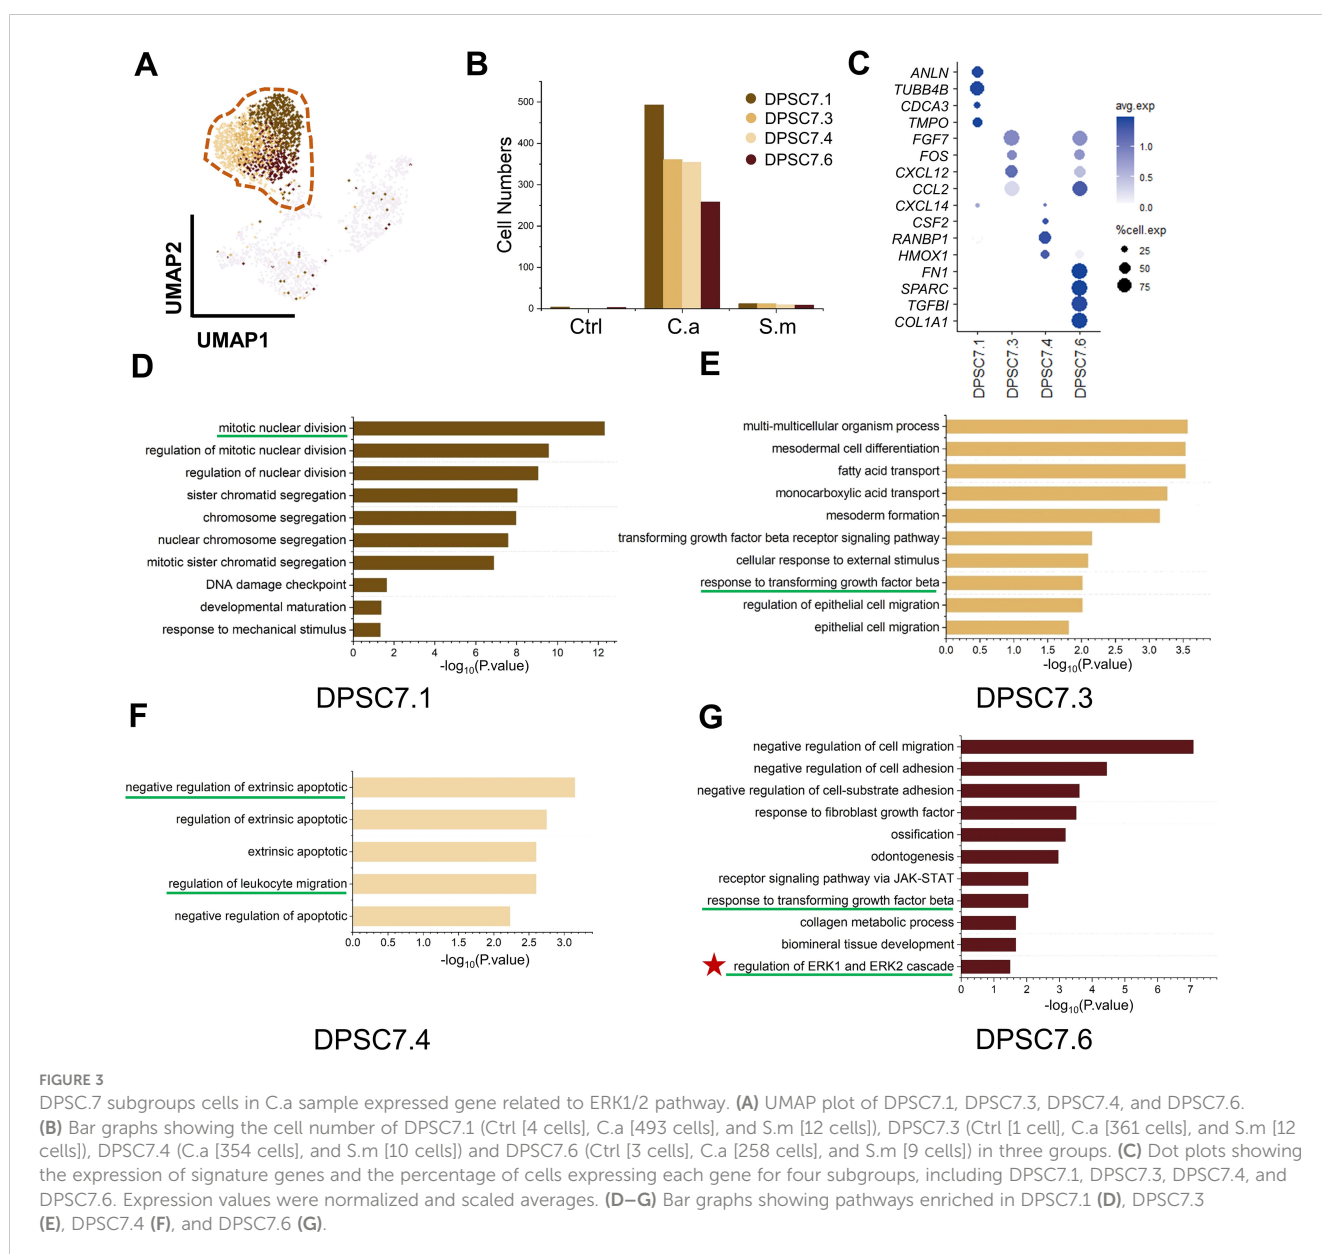 A
UMAP2
UMAP1
B
Cell Numbers
500
400
300
200
100
0
Ctrl
C.a
S.m
DPSC7.1
DPSC7.3
DPSC7.4
DPSC7.6
C
ANLN
TUBB4B
CDCA3
TMPO
FGF7
FOS
CXCL12
CCL2
CXCL14
CSF2
RANBP1
HMOX1
FN1
SPARC
TGFBI
COL1A1
DPSC7.1
DPSC7.3
DPSC7.4
DPSC7.6
avg.exp
1.0
0.5
0.0
%cell.exp
25
50
75
D
mitotic nuclear division
regulation of mitotic nuclear division
regulation of nuclear division
sister chromatid segregation
chromosome segregation
nuclear chromosome segregation
mitotic sister chromatid segregation
DNA damage checkpoint
developmental maturation
response to mechanical stimulus
0 2 4 6 8 10 12
-log10(P.value)
DPSC7.1
E
multi-multicellular organism process
mesodermal cell differentiation
fatty acid transport
monocarboxylic acid transport
mesoderm formation
transforming growth factor beta receptor signaling pathway
cellular response to external stimulus
response to transforming growth factor beta
regulation of epithelial cell migration
epithelial cell migration
0.0 0.5 1.0 1.5 2.0 2.5 3.0 3.5
-log10(P.value)
DPSC7.3
F
negative regulation of extrinsic apoptotic
regulation of extrinsic apoptotic
extrinsic apoptotic
regulation of leukocyte migration
negative regulation of apoptotic
0.0 0.5 1.0 1.5 2.0 2.5 3.0
-log10(P.value)
DPSC7.4
G
negative regulation of cell migration
negative regulation of cell adhesion
negative regulation of cell-substrate adhesion
response to fibroblast growth factor
ossification
odontogenesis
receptor signaling pathway via JAK-STAT
response to transforming growth factor beta
collagen metabolic process
biomineral tissue development
regulation of ERK1 and ERK2 cascade
0 1 2 3 4 5 6 7
-log10(P.value)
DPSC7.6
FIGURE 3
DPSC.7 subgroups cells in C.a sample expressed gene related to ERK1/2 pathway. (A) UMAP plot of DPSC7.1, DPSC7.3, DPSC7.4, and DPSC7.6.
(B) Bar graphs showing the cell number of DPSC7.1 (Ctrl [4 cells], C.a [493 cells], and S.m [12 cells]), DPSC7.3 (Ctrl [1 cell], C.a [361 cells], and S.m [12
cells]), DPSC7.4 (C.a [354 cells], and S.m [10 cells]) and DPSC7.6 (Ctrl [3 cells], C.a [258 cells], and S.m [9 cells]) in three groups. (C) Dot plots showing
the expression of signature genes and the percentage of cells expressing each gene for four subgroups, including DPSC7.1, DPSC7.3, DPSC7.4, and
DPSC7.6. Expression values were normalized and scaled averages. (D–G) Bar graphs showing pathways enriched in DPSC7.1 (D), DPSC7.3
(E), DPSC7.4 (F), and DPSC7.6 (G).